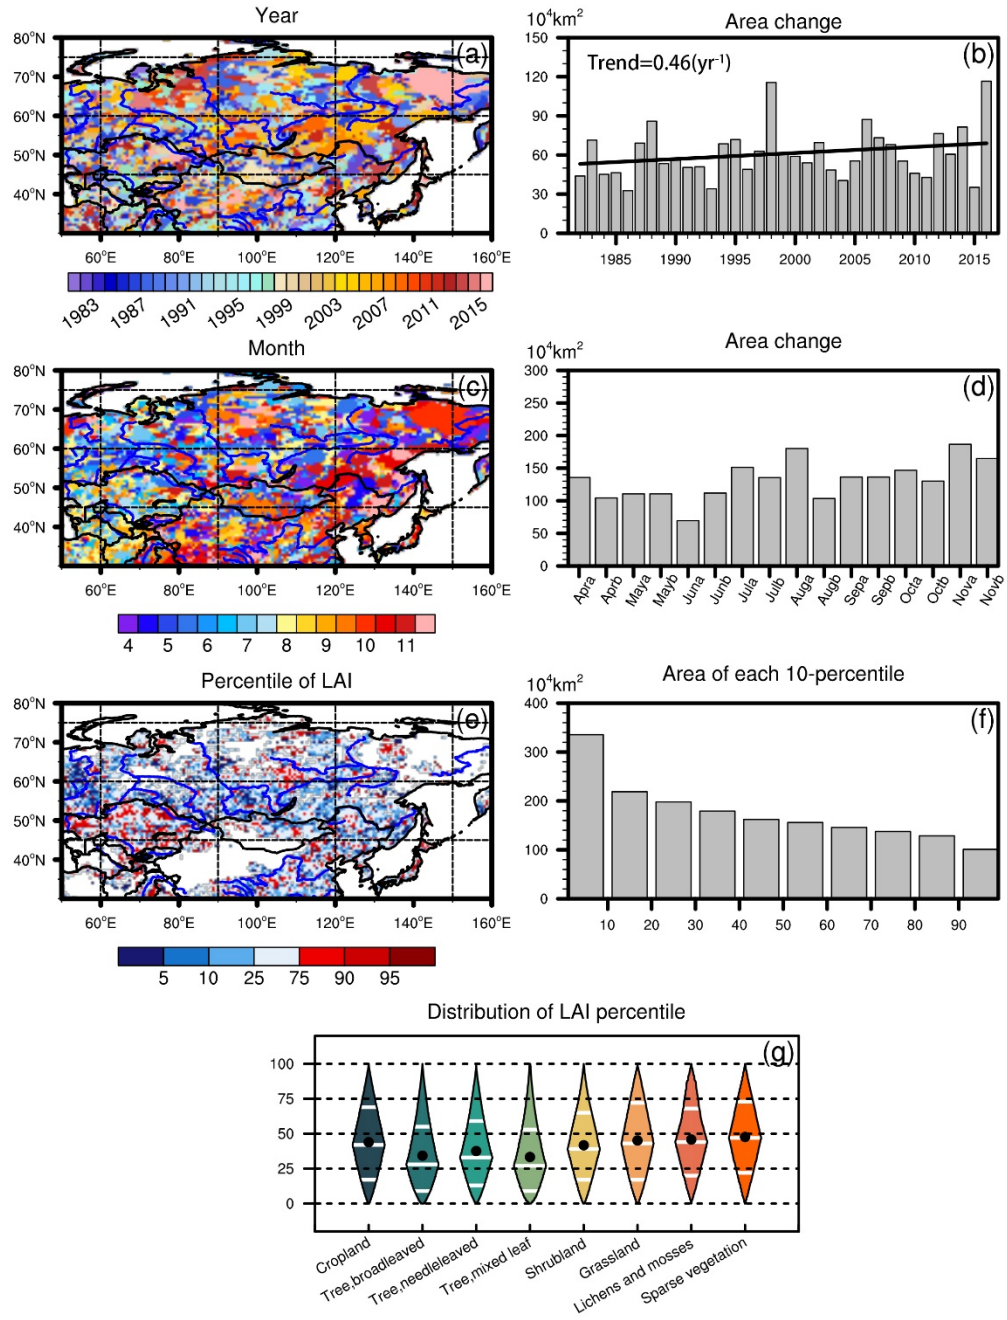 Year
80°N
70°N
60°N
50°N
40°N
(a)
60°E 80°E 100°E 120°E 140°E 160°E
1983 1987 1991 1995 1999 2003 2007 2011 2015
10⁴km²
Area change
150
120
90
60
30
0
Trend=0.46(yr⁻¹)
(b)
1985 1990 1995 2000 2005 2010 2015
Month
80°N
70°N
60°N
50°N
40°N
(c)
60°E 80°E 100°E 120°E 140°E 160°E
4 5 6 7 8 9 10 11
10⁴km²
Area change
300
250
200
150
100
50
0
(d)
Apra Aprb Maya Mayb Juna Junb Jula Julb Auga Augb Sepa Sepb Octa Octb Nova Novb
Percentile of LAI
80°N
70°N
60°N
50°N
40°N
(e)
60°E 80°E 100°E 120°E 140°E 160°E
5 10 25 75 90 95
10⁴km²
Area of each 10-percentile
400
300
200
100
0
(f)
10 20 30 40 50 60 70 80 90
Distribution of LAI percentile
100
75
50
25
0
(g)
Cropland
Tree,broadleaved
Tree,needleleaved
Tree,mixed leaf
Shrubland
Grassland
Lichens and mosses
Sparse vegetation